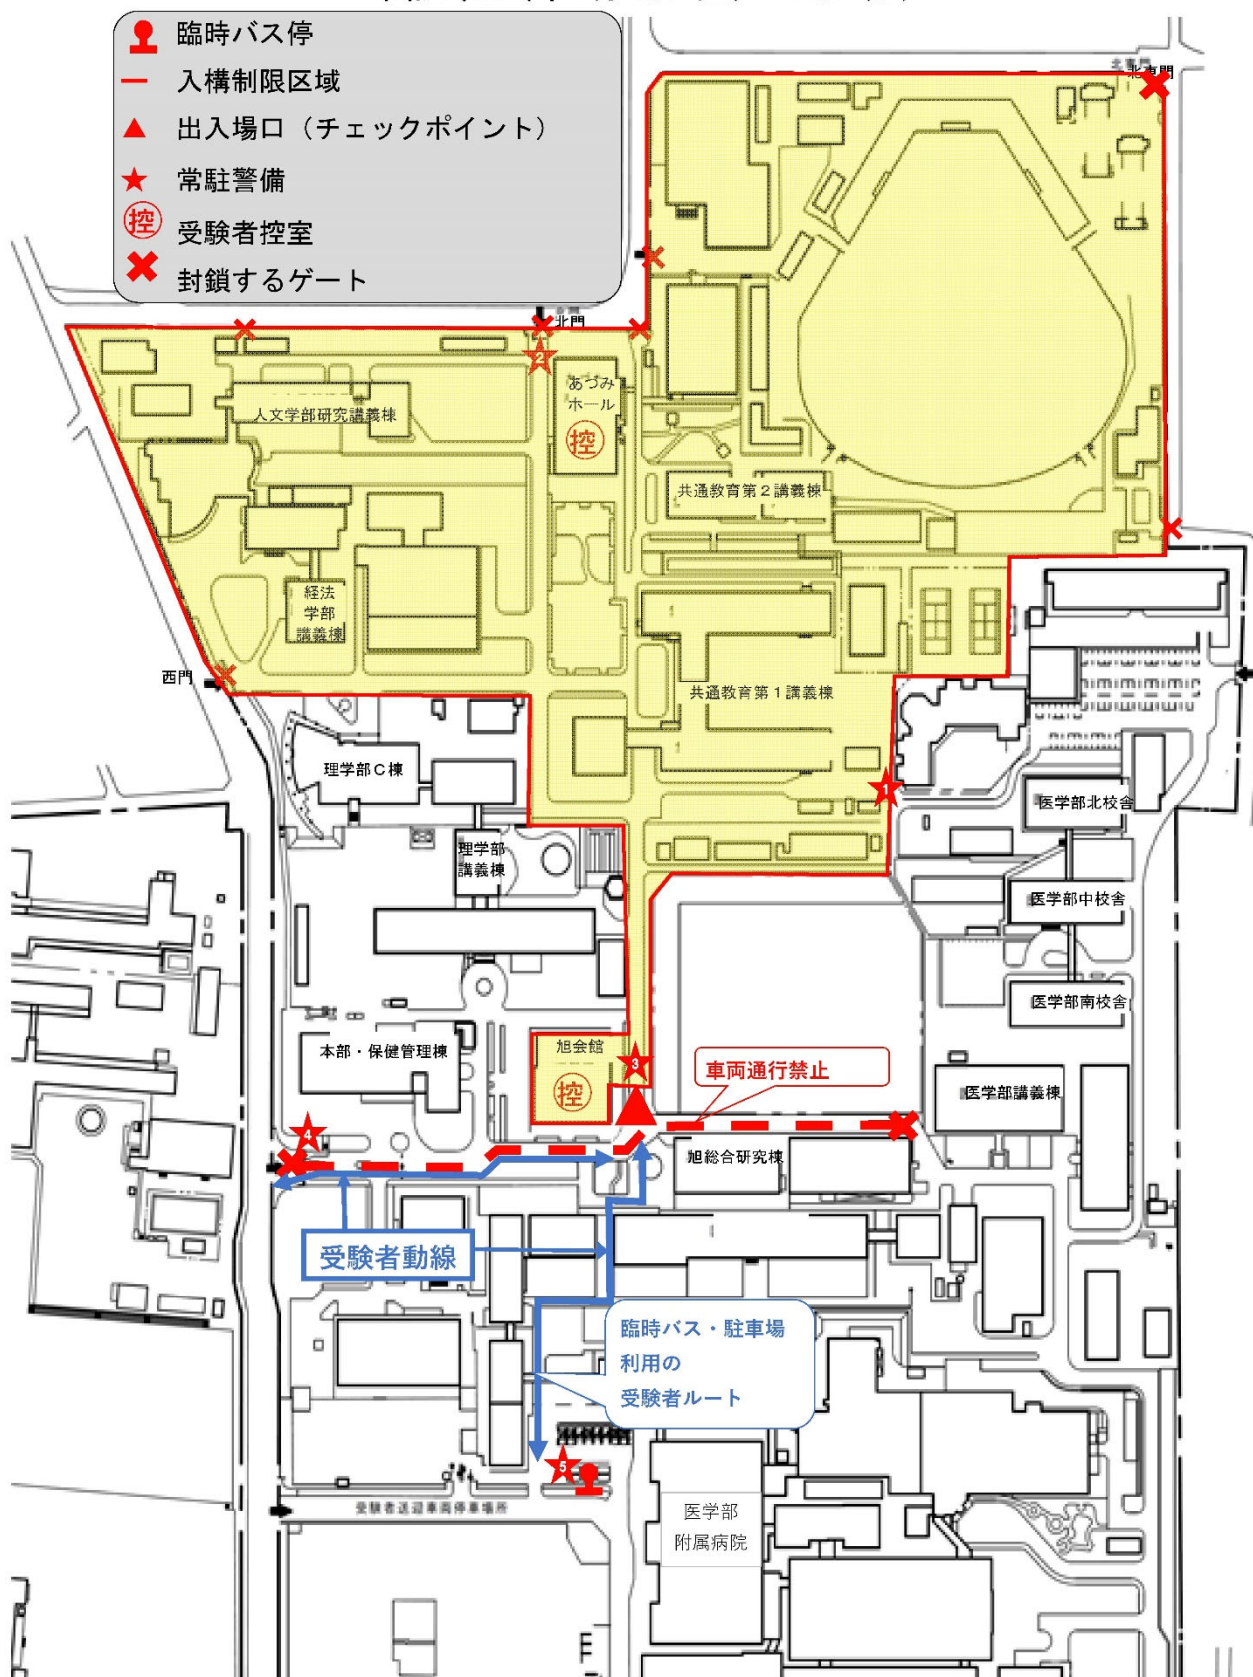 臨時バス停
入構制限区域
出入場口（チェックポイント）
常駐警備
控 受験者控室
封鎖するゲート
北東門
北門
2
あづみ
ホール
控
人文学部研究講義棟
共通教育第２講義棟
経法
学部
講義棟
西門
共通教育第１講義棟
理学部Ｃ棟
1
医学部北校舎
理学部
講義棟
医学部中校舎
医学部南校舎
本部・保健管理棟
旭会館
控
3
車両通行禁止
医学部講義棟
4
旭総合研究棟
受験者動線
臨時バス・駐車場
利用の
受験者ルート
5
受験者送迎車両停車場所
医学部
附属病院